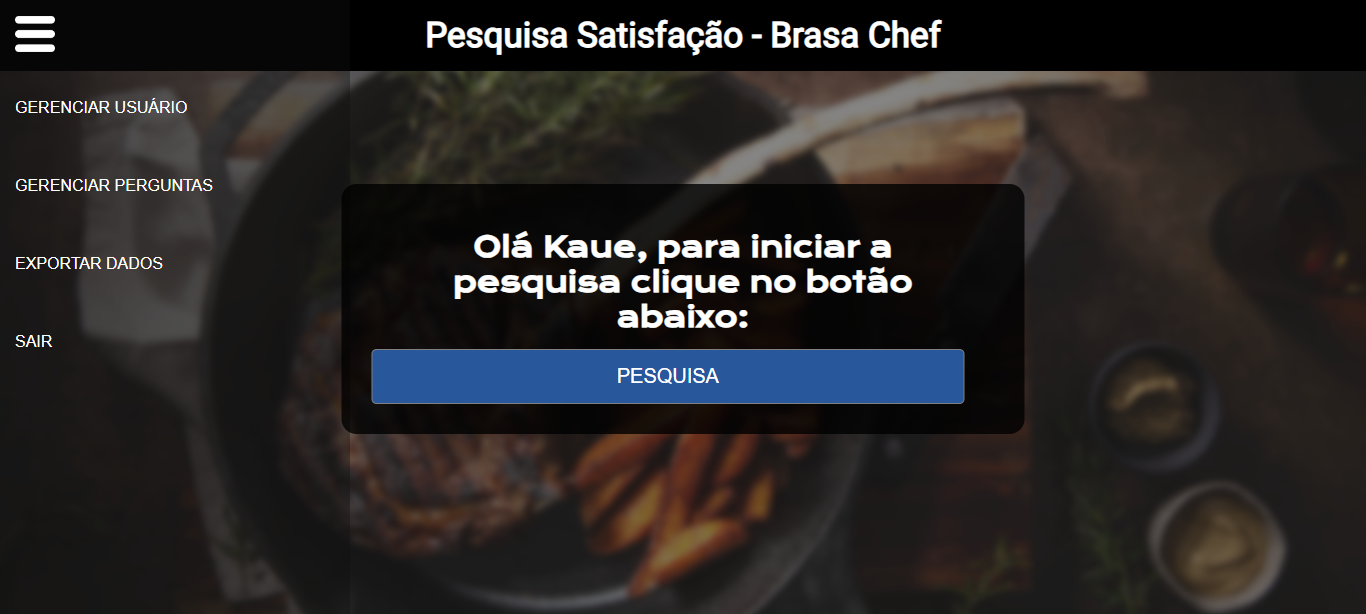 Pesquisa Satisfação - Brasa Chef
GERENCIAR USUÁRIO
GERENCIAR PERGUNTAS
EXPORTAR DADOS
SAIR
Olá Kaue, para iniciar a
pesquisa clique no botão
abaixo:
PESQUISA